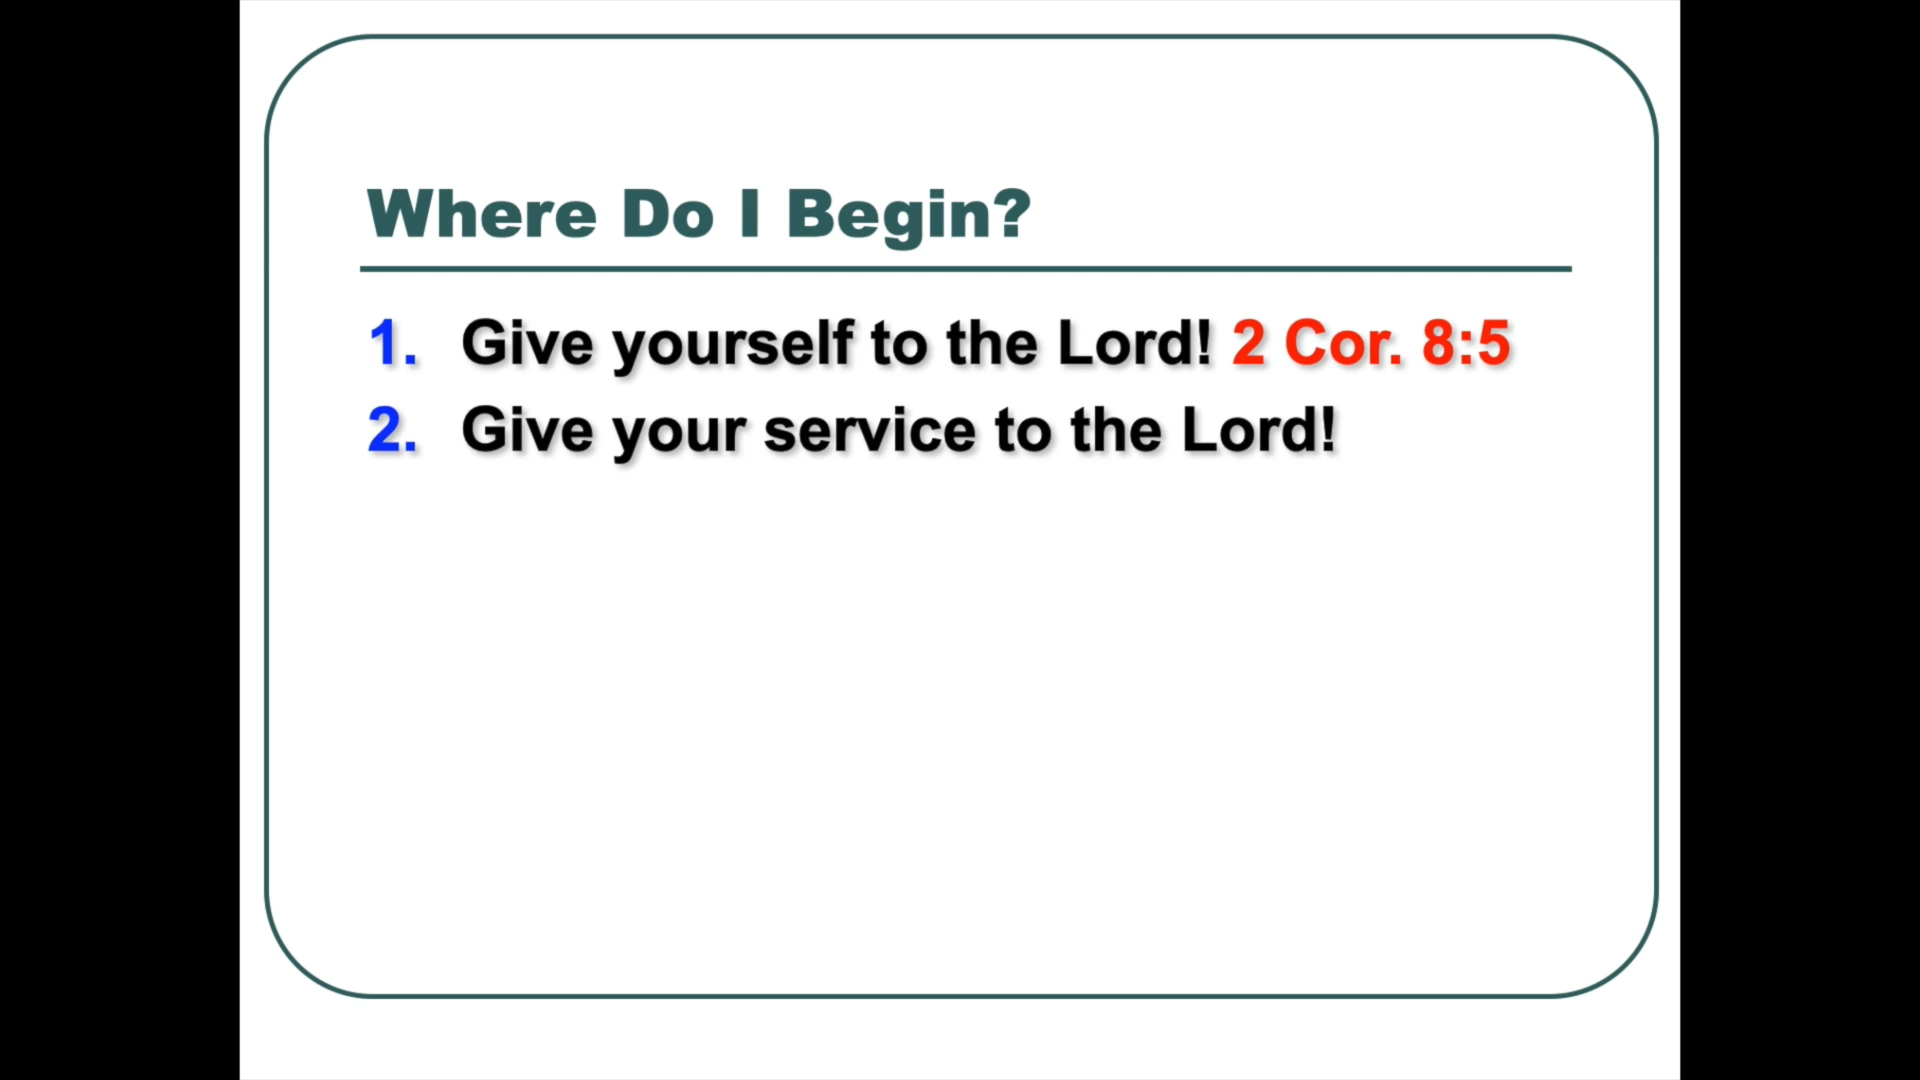 Where Do I Begin?
1. Give yourself to the Lord! 2 Cor. 8:5
2. Give your service to the Lord!